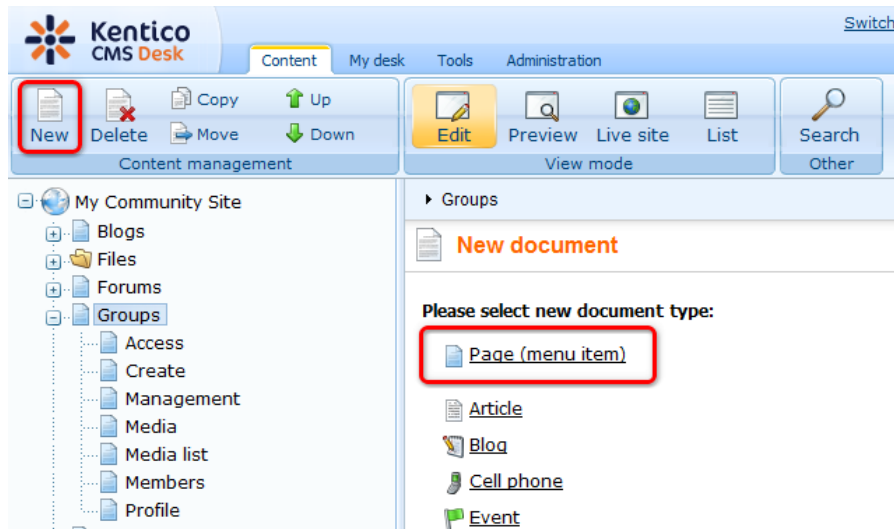 Kentico
CMS Desk
Switch
Content My desk Tools Administration
New Delete Copy Move Up Down
Content management
Edit Preview Live site List
View mode
Search
Other
My Community Site
Blogs
Files
Forums
Groups
Access
Create
Management
Media
Media list
Members
Profile
Groups
New document
Please select new document type:
Page (menu item)
Article
Blog
Cell phone
Event